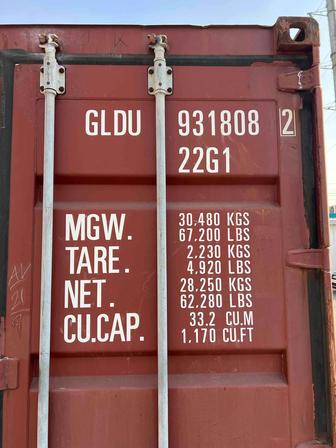 GLDU 931808 2
22G1
MGW. 30.480 KGS
67.200 LBS
TARE. 2.230 KGS
4.920 LBS
NET. 28.250 KGS
62.280 LBS
CU.CAP. 33.2 CU.M
1.170 CU.FT